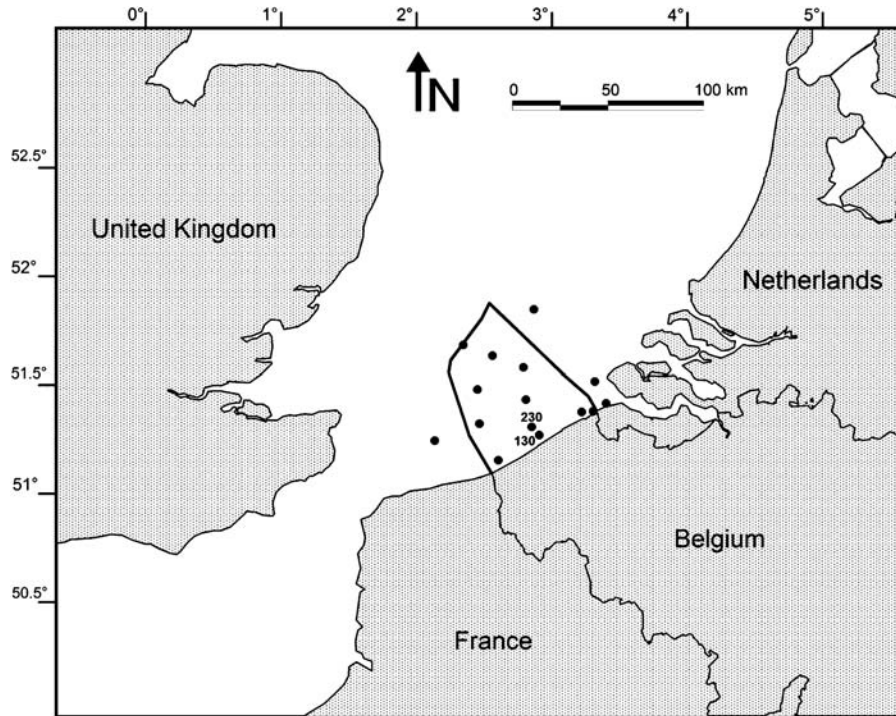 0° 1° 2° 3° 4° 5°
N
0 50 100 km
52.5°
United Kingdom
52°
Netherlands
51.5°
230
130
51°
Belgium
50.5°
France